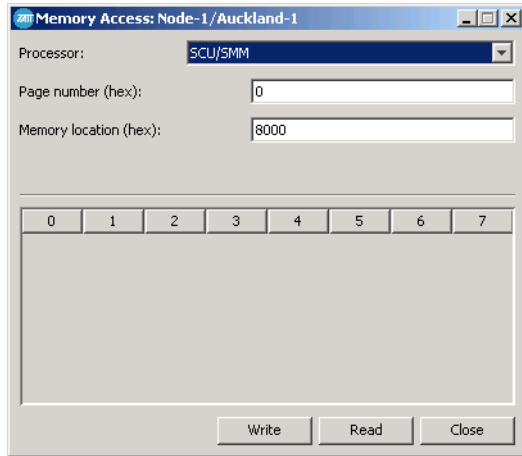 TAIT Memory Access: Node-1/Auckland-1
Processor: SCU/SMM
Page number (hex): 0
Memory location (hex): 8000
0 1 2 3 4 5 6 7
Write Read Close